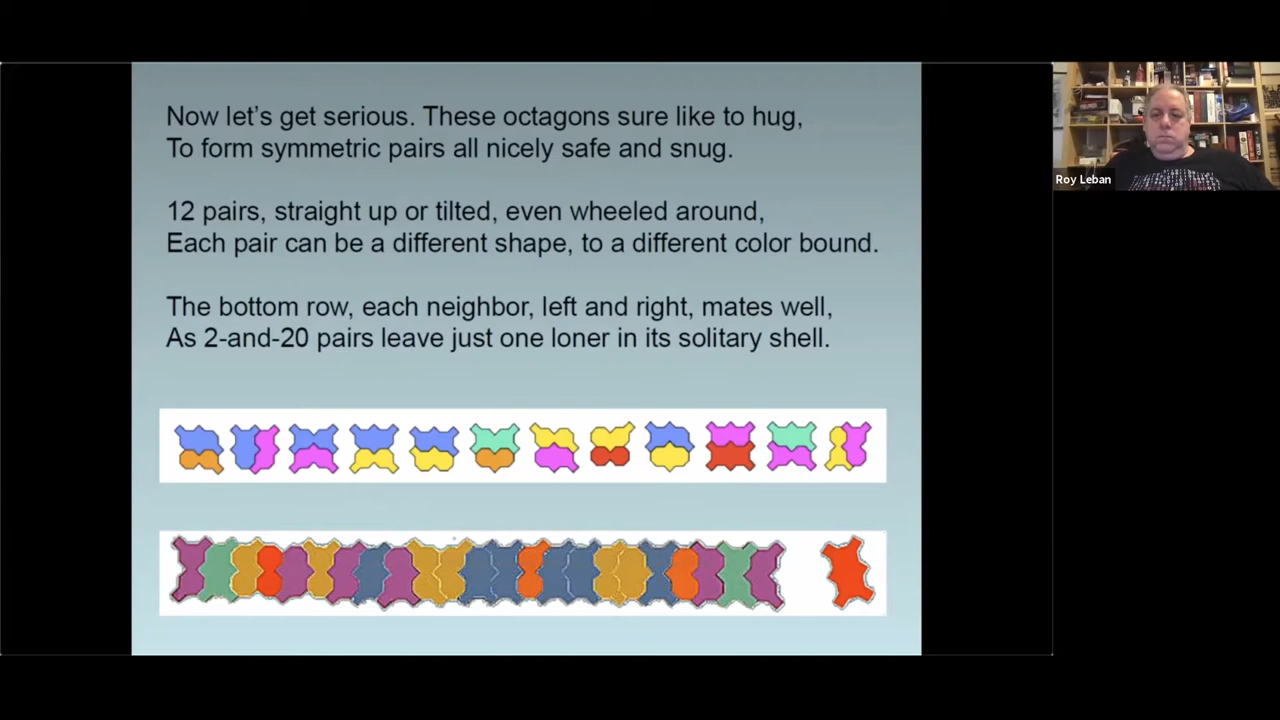 Now let's get serious. These octagons sure like to hug,
To form symmetric pairs all nicely safe and snug.
12 pairs, straight up or tilted, even wheeled around,
Each pair can be a different shape, to a different color bound.
The bottom row, each neighbor, left and right, mates well,
As 2-and-20 pairs leave just one loner in its solitary shell.
Roy Leban